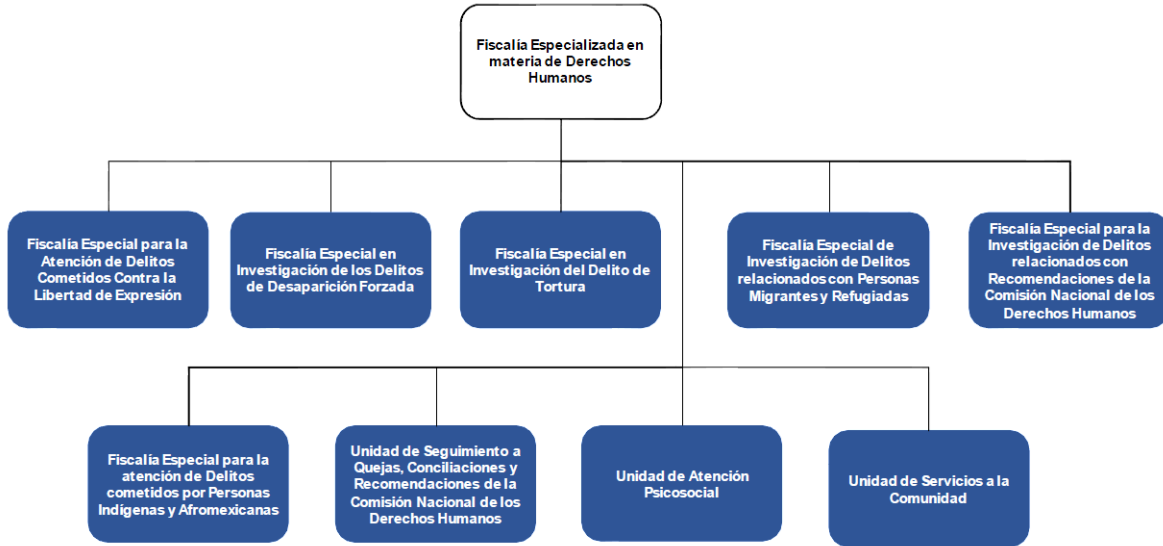 Fiscalía Especializada en
materia de Derechos
Humanos
Fiscalía Especial para la
Atención de Delitos
Cometidos Contra la
Libertad de Expresión
Fiscalía Especial en
Investigación de los Delitos
de Desaparición Forzada
Fiscalía Especial en
Investigación del Delito de
Tortura
Fiscalía Especial de
Investigación de Delitos
relacionados con Personas
Migrantes y Refugiadas
Fiscalía Especial para la
Investigación de Delitos
relacionados con
Recomendaciones de la
Comisión Nacional de los
Derechos Humanos
Fiscalía Especial para la
atención de Delitos
cometidos por Personas
Indígenas y Afromexicanas
Unidad de Seguimiento a
Quejas, Conciliaciones y
Recomendaciones de la
Comisión Nacional de los
Derechos Humanos
Unidad de Atención
Psicosocial
Unidad de Servicios a la
Comunidad